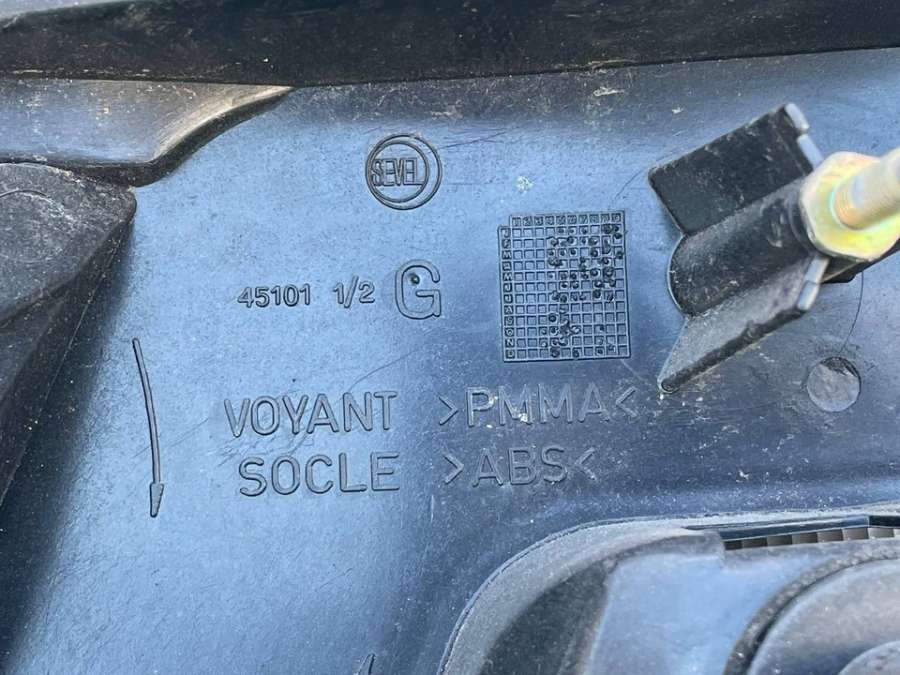 SEVEL
45101 1/2 G
VOYANT >PMMA<
SOCLE >ABS<